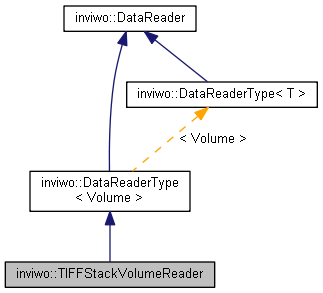 inviwo::DataReader
inviwo::DataReaderType< T >
< Volume >
inviwo::DataReaderType
< Volume >
inviwo::TIFFStackVolumeReader